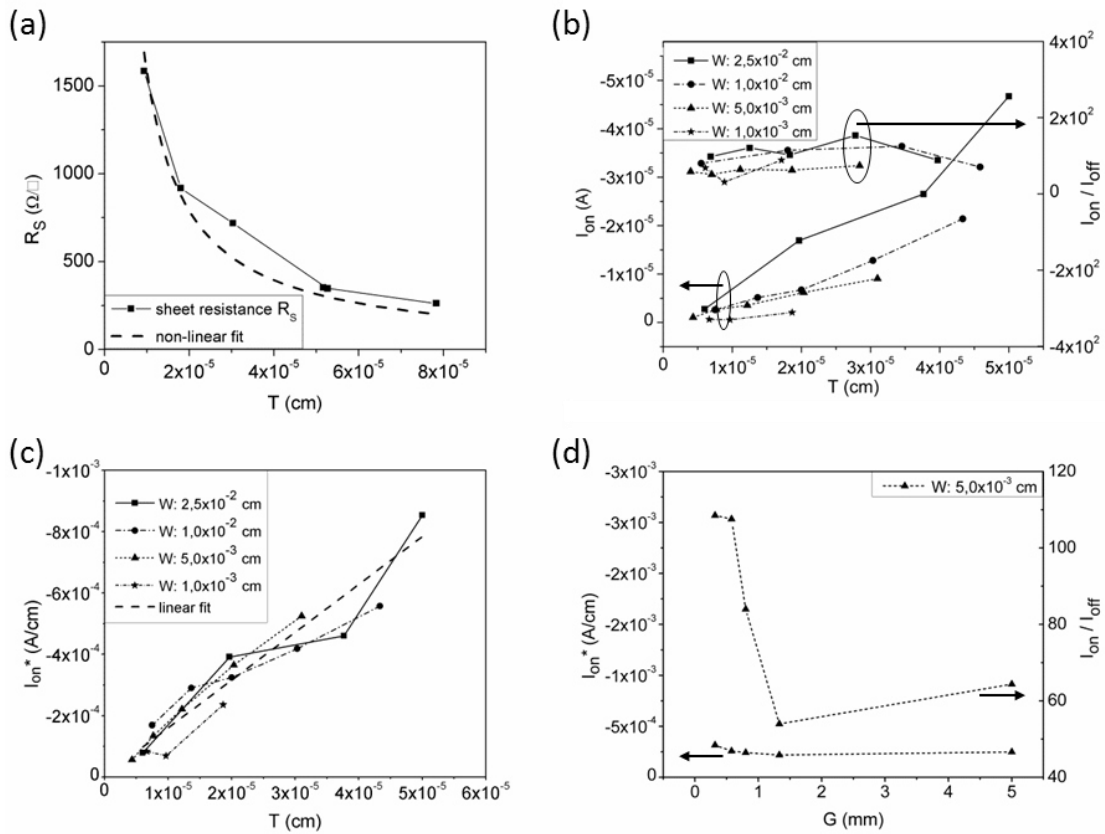 (a)
1500
1000
500
0
R_S (Ω/□)
sheet resistance R_S
non-linear fit
0
2x10^-5
4x10^-5
6x10^-5
8x10^-5
T (cm)
(b)
W: 2,5x10^-2 cm
W: 1,0x10^-2 cm
W: 5,0x10^-3 cm
W: 1,0x10^-3 cm
-5x10^-5
-4x10^-5
-3x10^-5
-2x10^-5
-1x10^-5
0
I_on (A)
4x10^2
2x10^2
0
-2x10^2
-4x10^2
I_on / I_off
0
1x10^-5
2x10^-5
3x10^-5
4x10^-5
5x10^-5
T (cm)
(c)
-1x10^-3
-8x10^-4
-6x10^-4
-4x10^-4
-2x10^-4
0
I_on* (A/cm)
W: 2,5x10^-2 cm
W: 1,0x10^-2 cm
W: 5,0x10^-3 cm
W: 1,0x10^-3 cm
linear fit
0
1x10^-5
2x10^-5
3x10^-5
4x10^-5
5x10^-5
6x10^-5
T (cm)
(d)
W: 5,0x10^-3 cm
-3x10^-3
-3x10^-3
-2x10^-3
-2x10^-3
-1x10^-3
-5x10^-4
0
I_on* (A/cm)
120
100
80
60
40
I_on / I_off
0
1
2
3
4
5
G (mm)